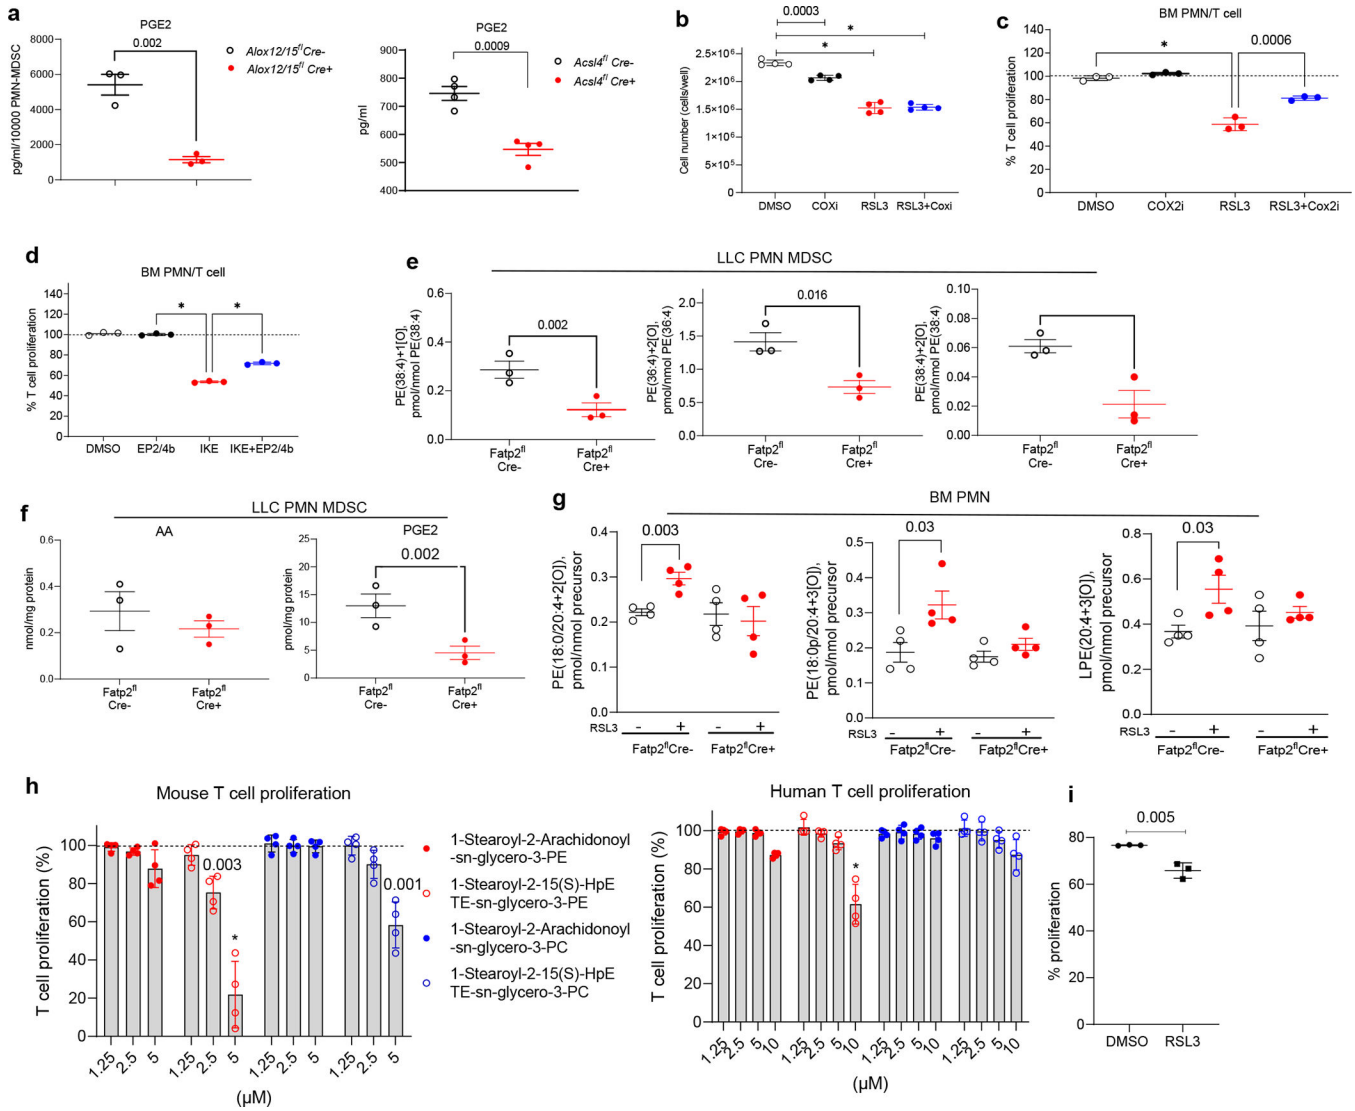 a
PGE2
8000
6000
4000
2000
0
pg/ml/10000 PMN-MDSC
0.002
Alox12/15fl Cre-
Alox12/15fl Cre+
PGE2
900
800
700
600
500
400
pg/ml
0.0009
Acsl4fl Cre-
Acsl4fl Cre+
b
0.0003
*
*
2.5×10⁶
2×10⁶
1.5×10⁶
1×10⁶
5×10⁵
0
Cell number (cells/well)
DMSO
COXi
RSL3
RSL3+Coxi
c
BM PMN/T cell
140
120
100
80
60
40
20
0
% T cell proliferation
*
0.0006
DMSO
COX2i
RSL3
RSL3+Cox2i
d
BM PMN/T cell
140
120
100
80
60
40
20
0
% T cell proliferation
*
*
DMSO
EP2/4b
IKE
IKE+EP2/4b
e
LLC PMN MDSC
0.6
0.4
0.2
0.0
PE(38:4)+1[O],
pmol/nmol PE(38:4)
0.002
Fatp2fl
Cre-
Fatp2fl
Cre+
2.0
1.5
1.0
0.5
0.0
PE(36:4)+2[O],
pmol/nmol PE(36:4)
0.016
Fatp2fl
Cre-
Fatp2fl
Cre+
0.10
0.08
0.06
0.04
0.02
0.00
PE(38:4)+2[O],
pmol/nmol PE(38:4)
Fatp2fl
Cre-
Fatp2fl
Cre+
f
LLC PMN MDSC
AA
0.6
0.4
0.2
0.0
nmol/mg protein
Fatp2fl
Cre-
Fatp2fl
Cre+
PGE2
25
20
15
10
5
0
pmol/mg protein
0.002
Fatp2fl
Cre-
Fatp2fl
Cre+
g
BM PMN
0.4
0.3
0.2
0.0
PE(18:0/20:4+2[O]),
pmol/nmol precursor
0.003
RSL3
-
+
-
+
Fatp2flCre-
Fatp2flCre+
0.5
0.4
0.3
0.2
0.0
PE(18:0p/20:4+3[O]),
pmol/nmol precursor
0.03
RSL3
-
+
-
+
Fatp2flCre-
Fatp2flCre+
0.8
0.6
0.4
0.2
0.0
LPE(20:4+3[O]),
pmol/nmol precursor
0.03
RSL3
-
+
-
+
Fatp2flCre-
Fatp2flCre+
h
Mouse T cell proliferation
100
80
60
40
20
0
T cell proliferation (%)
0.003
*
0.001
1.25
2.5
5
1.25
2.5
5
1.25
2.5
5
1.25
2.5
5
(µM)
1-Stearoyl-2-Arachidonoyl
-sn-glycero-3-PE
1-Stearoyl-2-15(S)-HpE
TE-sn-glycero-3-PE
1-Stearoyl-2-Arachidonoyl
-sn-glycero-3-PC
1-Stearoyl-2-15(S)-HpE
TE-sn-glycero-3-PC
Human T cell proliferation
100
80
60
40
20
0
T cell proliferation (%)
*
1.25
2.5
5
10
1.25
2.5
5
10
1.25
2.5
5
10
1.25
2.5
5
10
(µM)
i
0.005
80
60
40
20
0
% proliferation
DMSO
RSL3